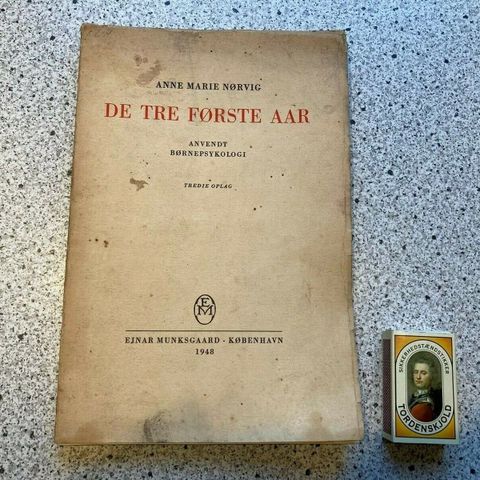 ANNE MARIE NØRVIG
DE TRE FØRSTE AAR
ANVENDT
BØRNEPSYKOLOGI
TREDIE OPLAG
EM
EJNAR MUNKSGAARD - KØBENHAVN
1948
SIKKERHEDSTÆNDSTIKKER
TORDENSKJOLD